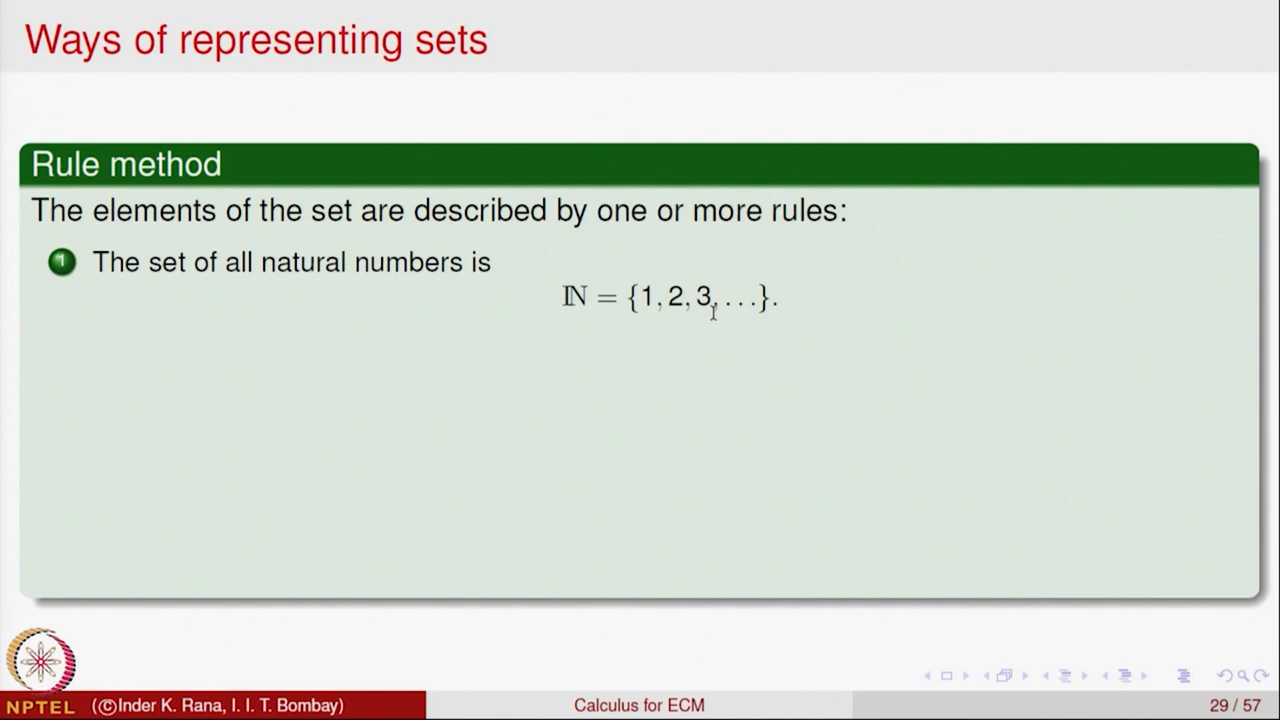 Ways of representing sets
Rule method
The elements of the set are described by one or more rules:
1 The set of all natural numbers is
ℕ = {1, 2, 3, . . .}.
NPTEL (©Inder K. Rana, I. I. T. Bombay) Calculus for ECM 29 / 57